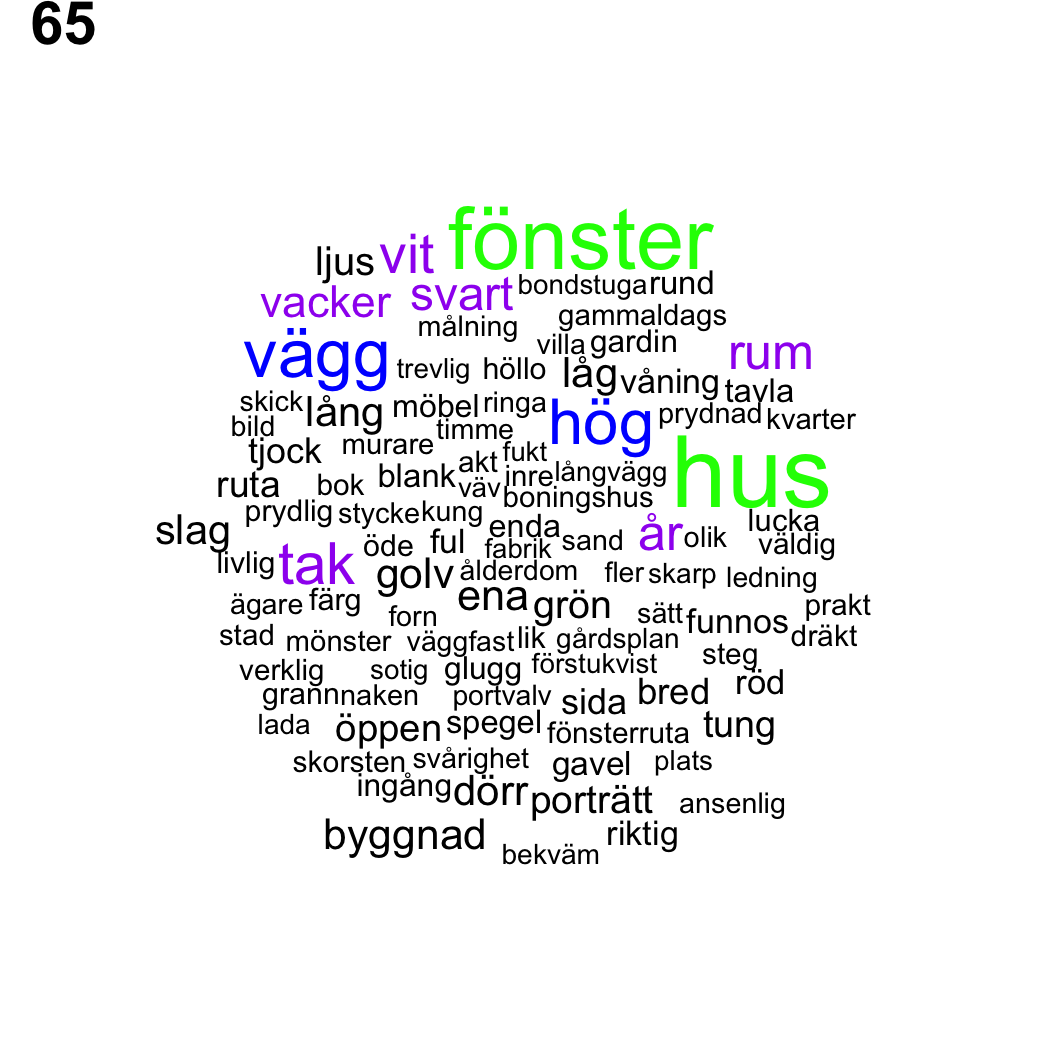 65
fönster
ljus vit
vacker svart bondstuga rund
målning gammaldags
vägg trevlig höllo villa gardin rum
låg våning tavla
skick lång möbel ringa hög prydnad kvarter
bild tjock murare timme fukt hus
ruta bok blank akt väv inre långvägg
boningshus
slag prydlig stycke kung enda år olik lucka
livlig tak öde ful fabrik sand väldig
golv ålderdom fler skarp ledning
ägare färg forn ena grön sätt funnos prakt
stad mönster väggfast lik gårdsplan dräkt
verklig sotig glugg förstukvist steg
grann naken portvalv sida bred röd
lada öppen spegel fönsterruta tung
skorsten svårighet gavel plats
ingång dörr porträtt ansenlig
byggnad riktig
bekväm